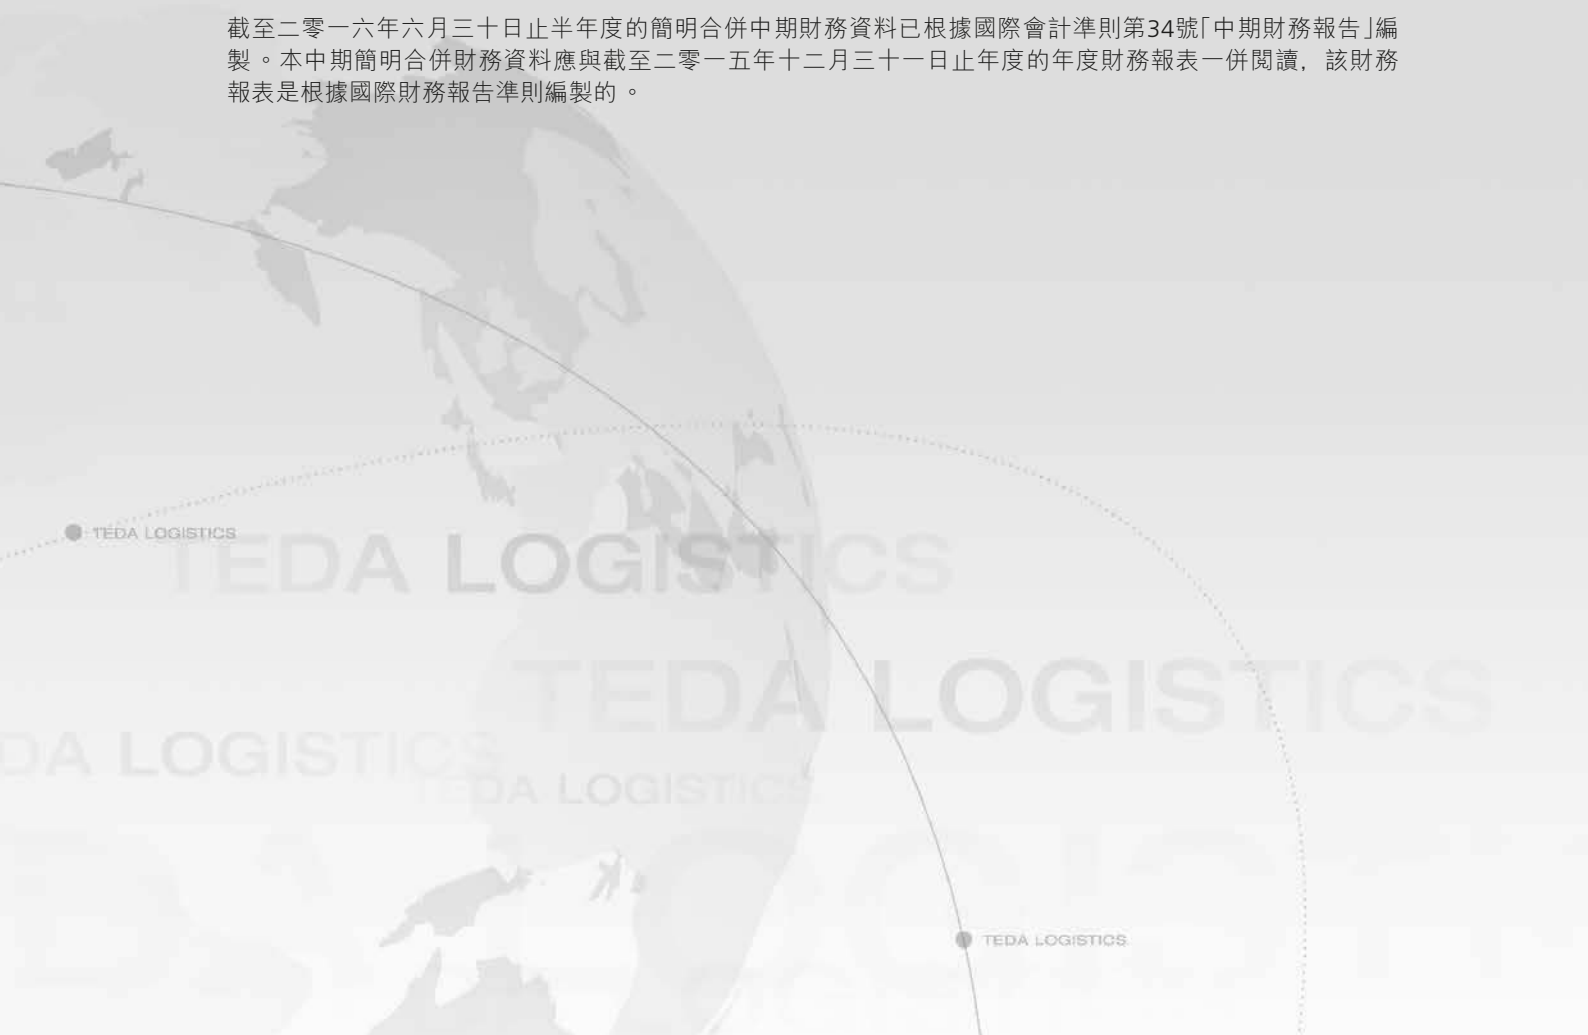 截至二零一六年六月三十日止半年度的簡明合併中期財務資料已根據國際會計準則第34號「中期財務報告」編
製。本中期簡明合併財務資料應與截至二零一五年十二月三十一日止年度的年度財務報表一併閱讀，該財務
報表是根據國際財務報告準則編製的。
TEDA LOGISTICS
TEDA LOGISTICS
TEDA LOGISTICS
DA LOGISTICS
TEDA LOGISTICS
TEDA LOGISTICS